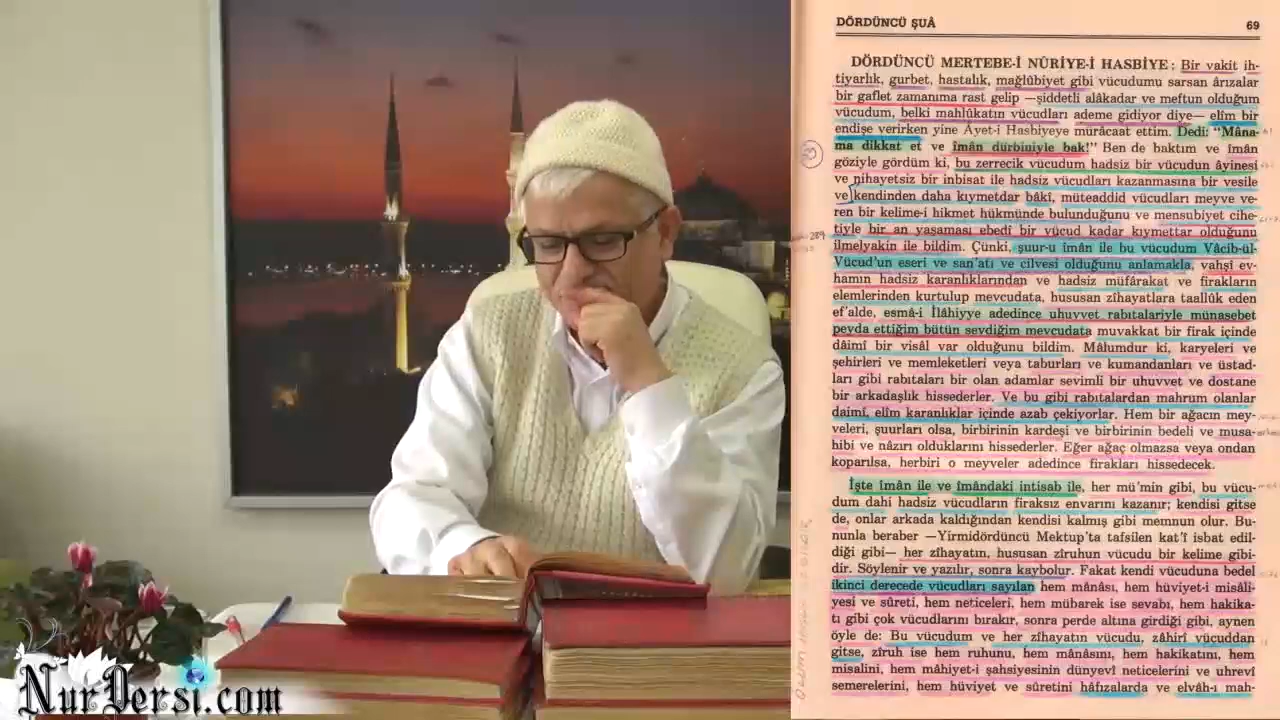 DÖRDÜNCÜ ŞUÂ 69
DÖRDÜNCÜ MERTEBE-İ NÛRİYE-İ HASBİYE : Bir vakit ih-
tiyarlık, gurbet, hastalık, mağlûbiyet gibi vücudumu sarsan ârızalar
bir gaflet zamanıma rast gelip —şiddetli alâkadar ve meftun olduğum
vücudum, belki mahlûkatın vücudları ademe gidiyor diye— elîm bir
endişe verirken yine Âyet-i Hasbiyeye müracaat ettim. Dedi: "Mâna-
ma dikkat et ve îmân dürbiniyle bak!" Ben de baktım ve îmân
göziyle gördüm ki, bu zerrecik vücudum hadsiz bir vücudun âyinesi
ve nihayetsiz bir inbisat ile hadsiz vücudları kazanmasına bir vesile
ve kendinden daha kıymetdar bâkî, müteaddid vücudları meyve ve-
ren bir kelime-i hikmet hükmünde bulunduğunu ve mensubiyet cihe-
tiyle bir an yaşaması ebedî bir vücud kadar kıymettar olduğunu
ilmelyakîn ile bildim. Çünki, şuur-u îmân ile bu vücudum Vâcib-ül-
Vücud'un eseri ve san'atı ve cilvesi olduğunu anlamakla, vahşî ev-
hamın hadsiz karanlıklarından ve hadsiz müfârakat ve firakların
elemlerinden kurtulup mevcudata, hususan zîhayatlara taallûk eden
ef'alde, esmâ-i İlâhiyye adedince uhuvvet rabıtalariyle münasebet
peyda ettiğim bütün sevdiğim mevcudata muvakkat bir firak içinde
dâimî bir visâl var olduğunu bildim. Mâlumdur ki, karyeleri ve
şehirleri ve memleketleri veya taburları ve kumandanları ve üstad-
ları gibi rabıtaları bir olan adamlar sevimli bir uhuvvet ve dostane
bir arkadaşlık hissederler. Ve bu gibi rabıtalardan mahrum olanlar
daimî, elîm karanlıklar içinde azab çekiyorlar. Hem bir ağacın mey-
veleri, şuurları olsa, birbirinin kardeşi ve birbirinin bedeli ve musa-
hibi ve nâzırı olduklarını hissederler. Eğer ağaç olmazsa veya ondan
koparılsa, herbiri o meyveler adedince firakları hissedecek.
İşte îmân ile ve îmândaki intisab ile, her mü'min gibi, bu vücu-
dum dahi hadsiz vücudların firaksız envarını kazanır; kendisi gitse
de, onlar arkada kaldığından kendisi kalmış gibi memnun olur. Bu-
nunla beraber —Yirmidördüncü Mektup'ta tafsîlen kat'î isbat edil-
diği gibi— her zîhayatın, hususan zîruhun vücudu bir kelime gibi-
dir. Söylenir ve yazılır, sonra kaybolur. Fakat kendi vücuduna bedel
ikinci derecede vücudları sayılan hem mânâsı, hem hüviyet-i misâli-
yesi ve sûreti, hem neticeleri, hem mübarek ise sevabı, hem hakika-
tı gibi çok vücudlarını bırakır, sonra perde altına girdiği gibi, aynen
öyle de: Bu vücudum ve her zîhayatın vücudu, zâhirî vücuddan
gitse, zîruh ise hem ruhunu, hem mânâsını, hem hakikatını, hem
misalini, hem mâhiyet-i şahsiyesinin dünyevî neticelerini ve uhrevî
semerelerini, hem hüviyet ve sûretini hâfızalarda ve elvâh-ı mah-
NurDersi.com